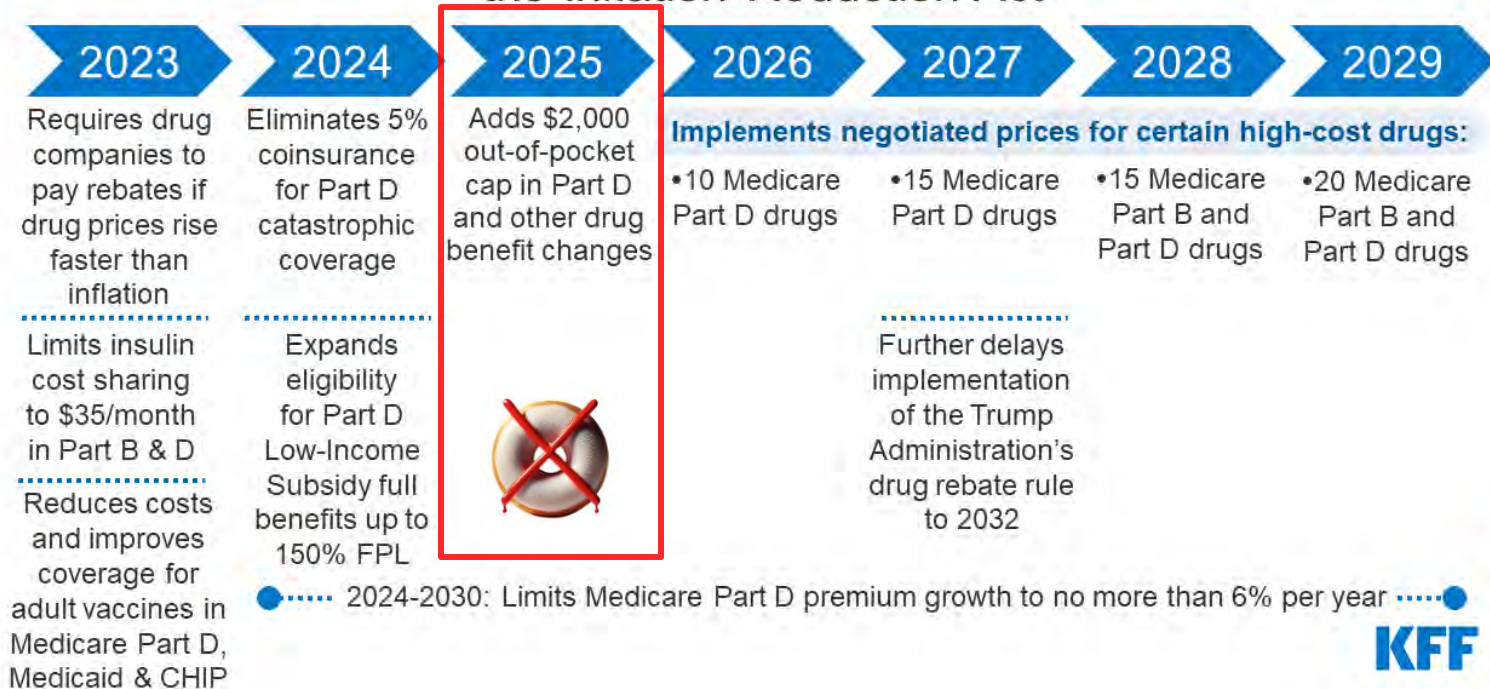 2023
Requires drug
companies to
pay rebates if
drug prices rise
faster than
inflation
Limits insulin
cost sharing
to $35/month
in Part B & D
Reduces costs
and improves
coverage for
adult vaccines in
Medicare Part D,
Medicaid & CHIP
2024
Eliminates 5%
coinsurance
for Part D
catastrophic
coverage
Expands
eligibility
for Part D
Low-Income
Subsidy full
benefits up to
150% FPL
2025
Adds $2,000
out-of-pocket
cap in Part D
and other drug
benefit changes
2026
2027
2028
2029
Implements negotiated prices for certain high-cost drugs:
•10 Medicare
Part D drugs
•15 Medicare
Part D drugs
•15 Medicare
Part B and
Part D drugs
•20 Medicare
Part B and
Part D drugs
Further delays
implementation
of the Trump
Administration's
drug rebate rule
to 2032
2024-2030: Limits Medicare Part D premium growth to no more than 6% per year
KFF